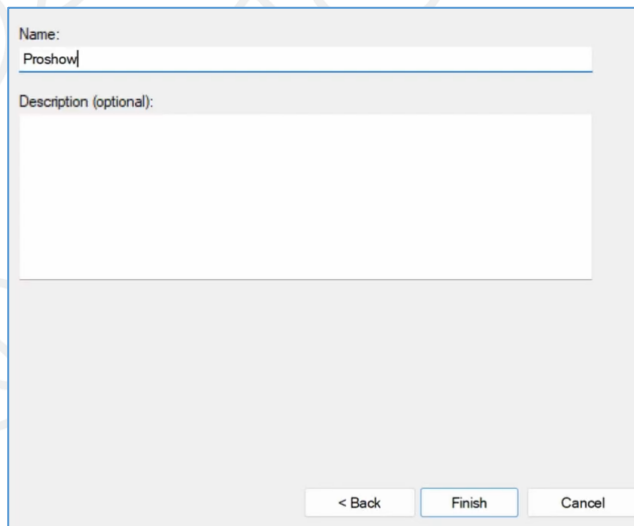 Name:
Proshow
Description (optional):
< Back
Finish
Cancel